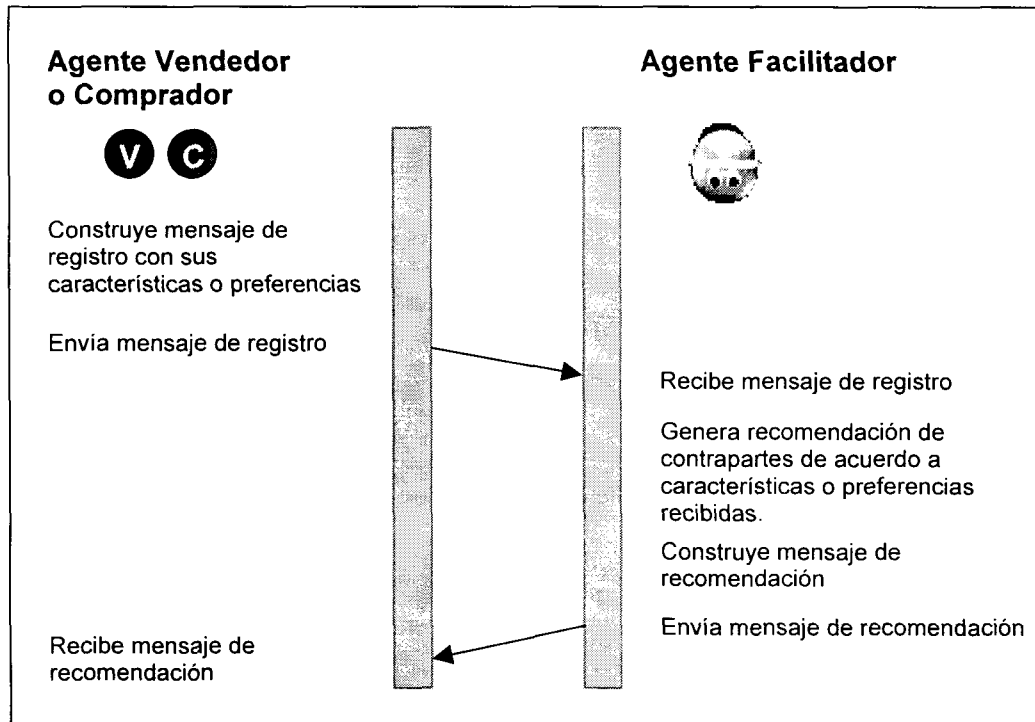 Agente Vendedor
o Comprador
V C
Construye mensaje de
registro con sus
características o preferencias
Envía mensaje de registro
Recibe mensaje de
recomendación
Agente Facilitador
Recibe mensaje de registro
Genera recomendación de
contrapartes de acuerdo a
características o preferencias
recibidas.
Construye mensaje de
recomendación
Envía mensaje de recomendación